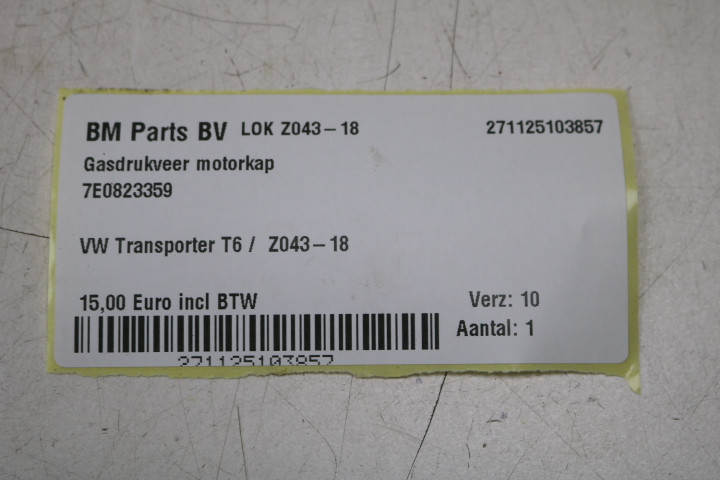 BM Parts BV LOK Z043-18 271125103857
Gasdrukveer motorkap
7E0823359
VW Transporter T6 / Z043-18
15,00 Euro incl BTW Verz: 10
Aantal: 1
271125103857